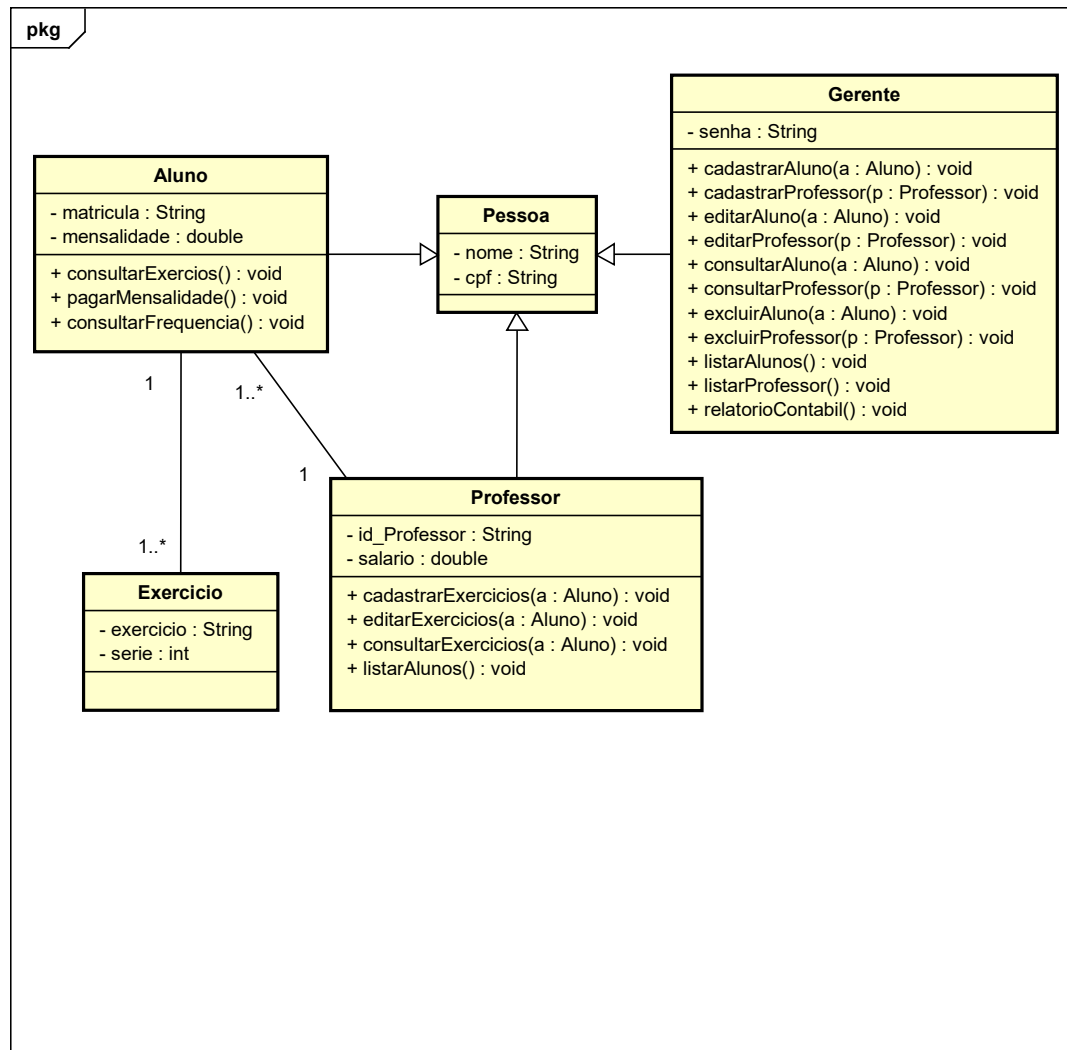 pkg
Gerente
- senha : String
+ cadastrarAluno(a : Aluno) : void
+ cadastrarProfessor(p : Professor) : void
+ editarAluno(a : Aluno) : void
+ editarProfessor(p : Professor) : void
+ consultarAluno(a : Aluno) : void
+ consultarProfessor(p : Professor) : void
+ excluirAluno(a : Aluno) : void
+ excluirProfessor(p : Professor) : void
+ listarAlunos() : void
+ listarProfessor() : void
+ relatorioContabil() : void
Aluno
- matricula : String
- mensalidade : double
+ consultarExercios() : void
+ pagarMensalidade() : void
+ consultarFrequencia() : void
Pessoa
- nome : String
- cpf : String
1
1..*
1
1..*
Professor
- id_Professor : String
- salario : double
+ cadastrarExercicios(a : Aluno) : void
+ editarExercicios(a : Aluno) : void
+ consultarExercicios(a : Aluno) : void
+ listarAlunos() : void
Exercicio
- exercicio : String
- serie : int